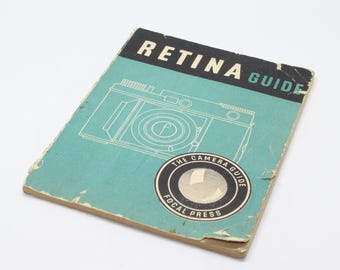 RETINA GUIDE
THE CAMERA GUIDE
FOCAL PRESS